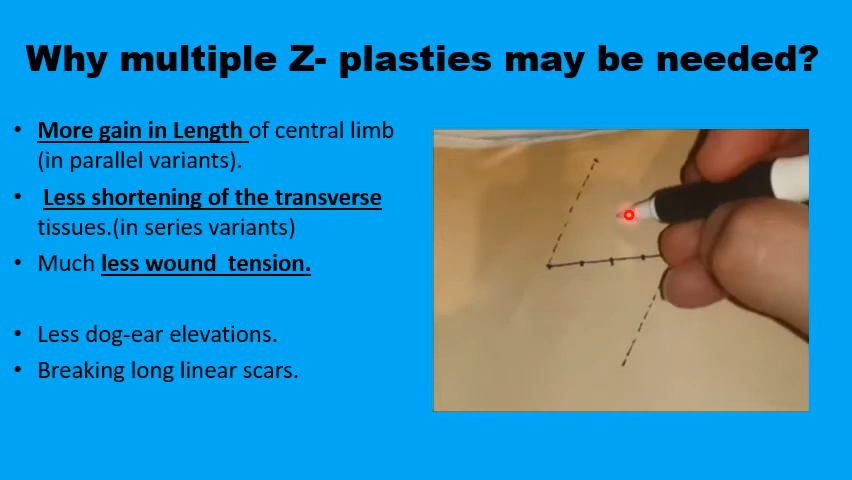 Why multiple Z- plasties may be needed?
• More gain in Length of central limb
(in parallel variants).
• Less shortening of the transverse
tissues.(in series variants)
• Much less wound tension.
• Less dog-ear elevations.
• Breaking long linear scars.